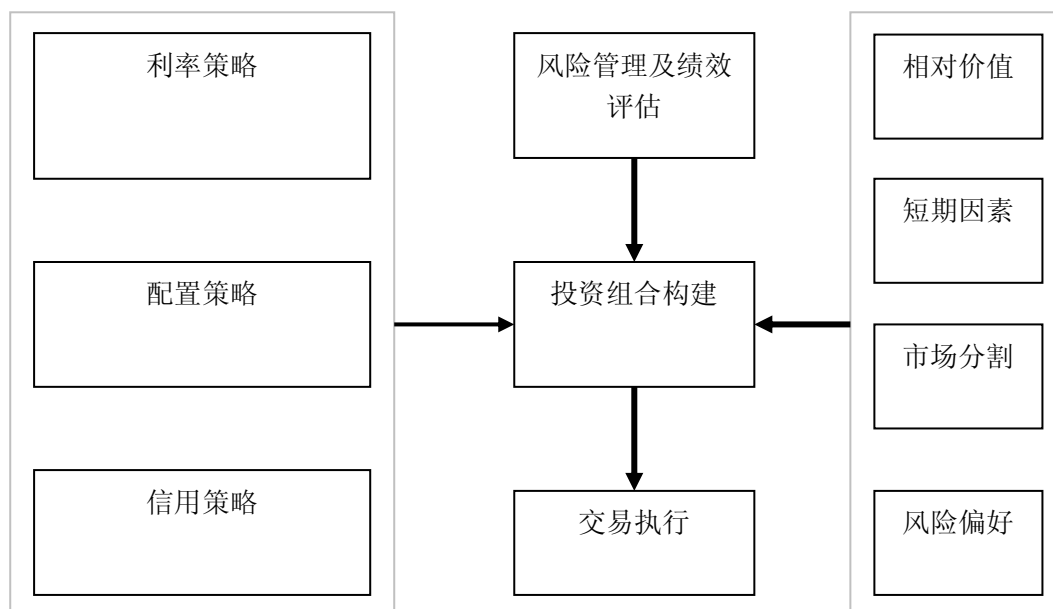 利率策略
配置策略
信用策略
风险管理及绩效
评估
投资组合构建
交易执行
相对价值
短期因素
市场分割
风险偏好